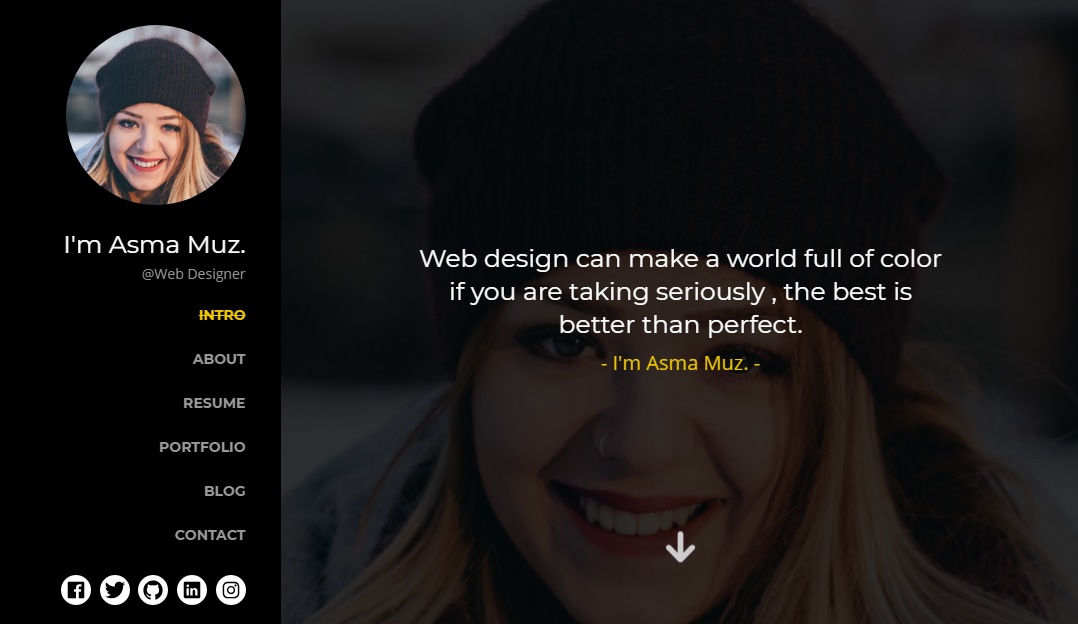 I'm Asma Muz.
@Web Designer
INTRO
ABOUT
RESUME
PORTFOLIO
BLOG
CONTACT
Web design can make a world full of color
if you are taking seriously , the best is
better than perfect.
- I'm Asma Muz. -